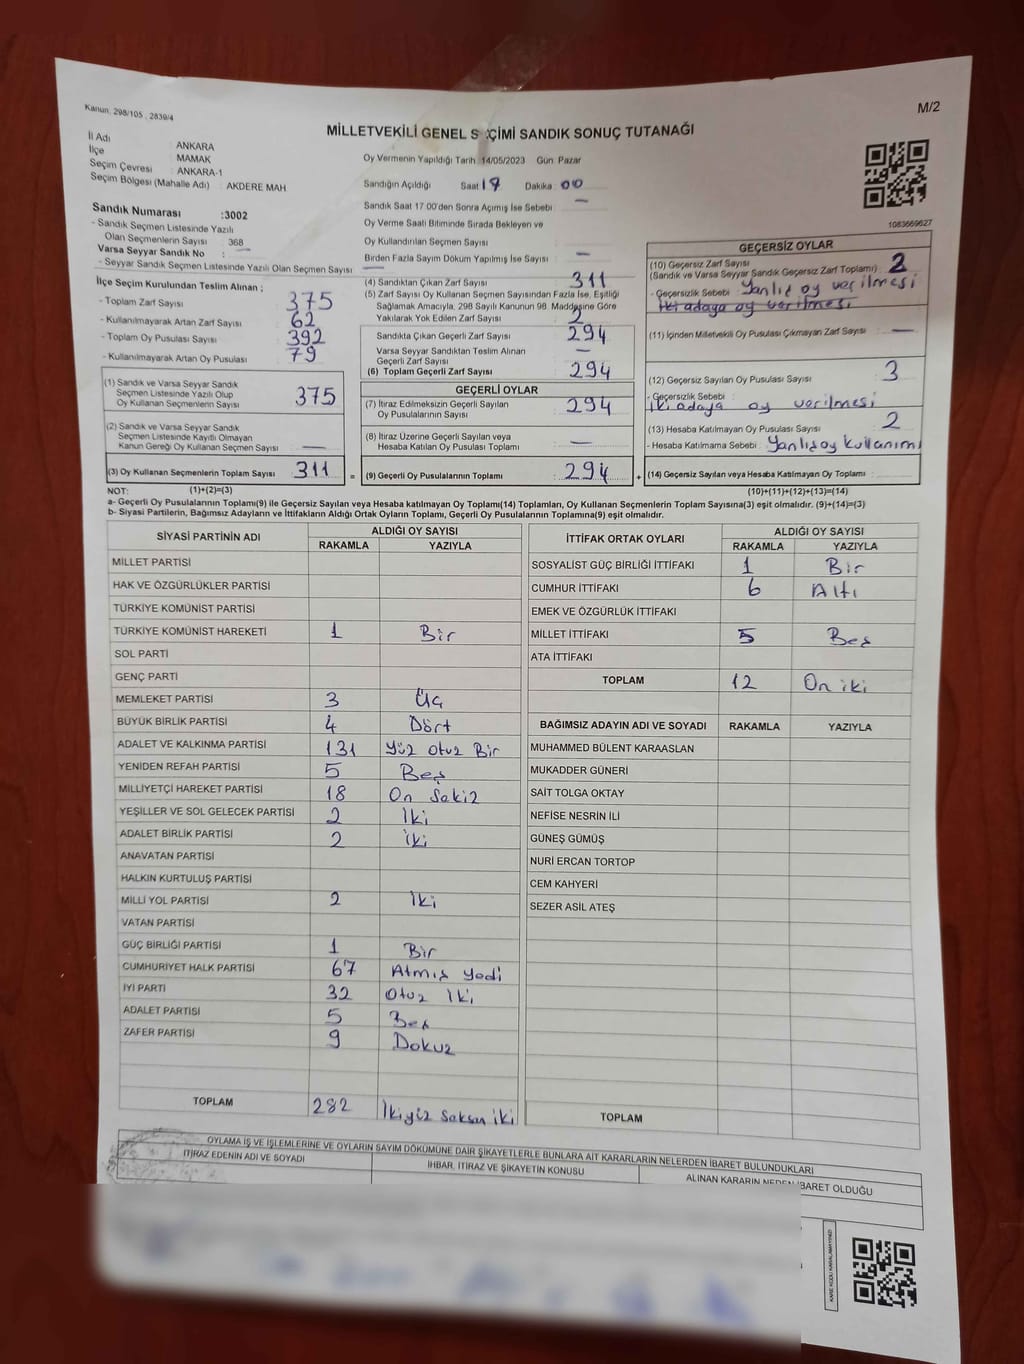 Kanun: 298/105 , 2839/4
M/2
MİLLETVEKİLİ GENEL S ÇİMİ SANDIK SONUÇ TUTANAĞI
İl Adı : ANKARA
İlçe : MAMAK
Seçim Çevresi : ANKARA-1
Seçim Bölgesi (Mahalle Adı) : AKDERE MAH
Sandık Numarası :3002
- Sandık Seçmen Listesinde Yazılı
Olan Seçmenlerin Sayısı : 368
Varsa Seyyar Sandık No : —
- Seyyar Sandık Seçmen Listesinde Yazılı Olan Seçmen Sayısı —
İlçe Seçim Kurulundan Teslim Alınan ;
- Toplam Zarf Sayısı : 375
- Kullanılmayarak Artan Zarf Sayısı : 62
- Toplam Oy Pusulası Sayısı : 392
- Kullanılmayarak Artan Oy Pusulası : 79
(1) Sandık ve Varsa Seyyar Sandık
Seçmen Listesinde Yazılı Olup
Oy Kullanan Seçmenlerin Sayısı : 375
(2) Sandık ve Varsa Seyyar Sandık
Seçmen Listesinde Kayıtlı Olmayan
Kanun Gereği Oy Kullanan Seçmen Sayısı : —
(3) Oy Kullanan Seçmenlerin Toplam Sayısı : 311
Oy Vermenin Yapıldığı Tarih :14/05/2023 Gün: Pazar
Sandığın Açıldığı Saat 17 Dakika : 00
Sandık Saat 17.00'den Sonra Açılmış İse Sebebi : —
Oy Verme Saati Bitiminde Sırada Bekleyen ve
Oy Kullandırılan Seçmen Sayısı :
Birden Fazla Sayım Döküm Yapılmış İse Sayısı : —
(4) Sandıktan Çıkan Zarf Sayısı : 311
(5) Zarf Sayısı Oy Kullanan Seçmen Sayısından Fazla İse, Eşitliği
Sağlamak Amacıyla, 298 Sayılı Kanunun 98. Maddesine Göre
Yakılarak Yok Edilen Zarf Sayısı : 2
Sandıkta Çıkan Geçerli Zarf Sayısı : 294
Varsa Seyyar Sandıktan Teslim Alınan
Geçerli Zarf Sayısı : —
(6) Toplam Geçerli Zarf Sayısı : 294
GEÇERLİ OYLAR
(7) İtiraz Edilmeksizin Geçerli Sayılan
Oy Pusulalarının Sayısı : 294
(8) İtiraz Üzerine Geçerli Sayılan veya
Hesaba Katılan Oy Pusulası Toplamı : —
= (9) Geçerli Oy Pusulalarının Toplamı : 294 +
1083669627
GEÇERSİZ OYLAR
(10) Geçersiz Zarf Sayısı : 2
(Sandık ve Varsa Seyyar Sandık Geçersiz Zarf Toplamı)
- Geçersizlik Sebebi : Yanlış oy verilmesi
İki adaya oy verilmesi
(11) İçinden Milletvekili Oy Pusulası Çıkmayan Zarf Sayısı : —
(12) Geçersiz Sayılan Oy Pusulası Sayısı : 3
- Geçersizlik Sebebi :
iki adaya oy verilmesi
(13) Hesaba Katılmayan Oy Pusulası Sayısı : 2
- Hesaba Katılmama Sebebi : Yanlış oy kullanımı
(14) Geçersiz Sayılan veya Hesaba Katılmayan Oy Toplamı :
NOT: (1)+(2)=(3) (10)+(11)+(12)+(13)=(14)
a- Geçerli Oy Pusulalarının Toplamı(9) ile Geçersiz Sayılan veya Hesaba katılmayan Oy Toplamı(14) Toplamları, Oy Kullanan Seçmenlerin Toplam Sayısına(3) eşit olmalıdır. (9)+(14)=(3)
b- Siyasi Partilerin, Bağımsız Adayların ve İttifakların Aldığı Ortak Oyların Toplamı, Geçerli Oy Pusulalarının Toplamına(9) eşit olmalıdır.
SİYASİ PARTİNİN ADI ALDIĞI OY SAYISI
RAKAMLA YAZIYLA
MİLLET PARTİSİ
HAK VE ÖZGÜRLÜKLER PARTİSİ
TÜRKİYE KOMÜNİST PARTİSİ
TÜRKİYE KOMÜNİST HAREKETİ 1 Bir
SOL PARTİ
GENÇ PARTİ
MEMLEKET PARTİSİ 3 Üç
BÜYÜK BİRLİK PARTİSİ 4 Dört
ADALET VE KALKINMA PARTİSİ 131 Yüz Otuz Bir
YENİDEN REFAH PARTİSİ 5 Beş
MİLLİYETÇİ HAREKET PARTİSİ 18 On Sekiz
YEŞİLLER VE SOL GELECEK PARTİSİ 2 İki
ADALET BİRLİK PARTİSİ 2 iki
ANAVATAN PARTİSİ
HALKIN KURTULUŞ PARTİSİ
MİLLİ YOL PARTİSİ 2 İki
VATAN PARTİSİ
GÜÇ BİRLİĞİ PARTİSİ 1 Bir
CUMHURİYET HALK PARTİSİ 67 Atmış Yedi
İYİ PARTİ 32 Otuz İki
ADALET PARTİSİ 5 Beş
ZAFER PARTİSİ 9 Dokuz
TOPLAM 282 İkiyüz Seksen iki
İTTİFAK ORTAK OYLARI ALDIĞI OY SAYISI
RAKAMLA YAZIYLA
SOSYALİST GÜÇ BİRLİĞİ İTTİFAKI 1 Bir
CUMHUR İTTİFAKI 6 Altı
EMEK VE ÖZGÜRLÜK İTTİFAKI
MİLLET İTTİFAKI 5 Beş
ATA İTTİFAKI
TOPLAM 12 On iki
BAĞIMSIZ ADAYIN ADI VE SOYADI RAKAMLA YAZIYLA
MUHAMMED BÜLENT KARAASLAN
MUKADDER GÜNERİ
SAİT TOLGA OKTAY
NEFİSE NESRİN İLİ
GÜNEŞ GÜMÜŞ
NURİ ERCAN TORTOP
CEM KAHYERİ
SEZER ASİL ATEŞ
TOPLAM
OYLAMA İŞ VE İŞLEMLERİNE VE OYLARIN SAYIM DÖKÜMÜNE DAİR ŞİKAYETLERLE BUNLARA AİT KARARLARIN NELERDEN İBARET BULUNDUKLARI
İTİRAZ EDENİN ADI VE SOYADI İHBAR, İTİRAZ VE ŞİKAYETİN KONUSU ALINAN KARARIN NEDEN İBARET OLDUĞU
KARE KODU KARALAMAYINIZ!